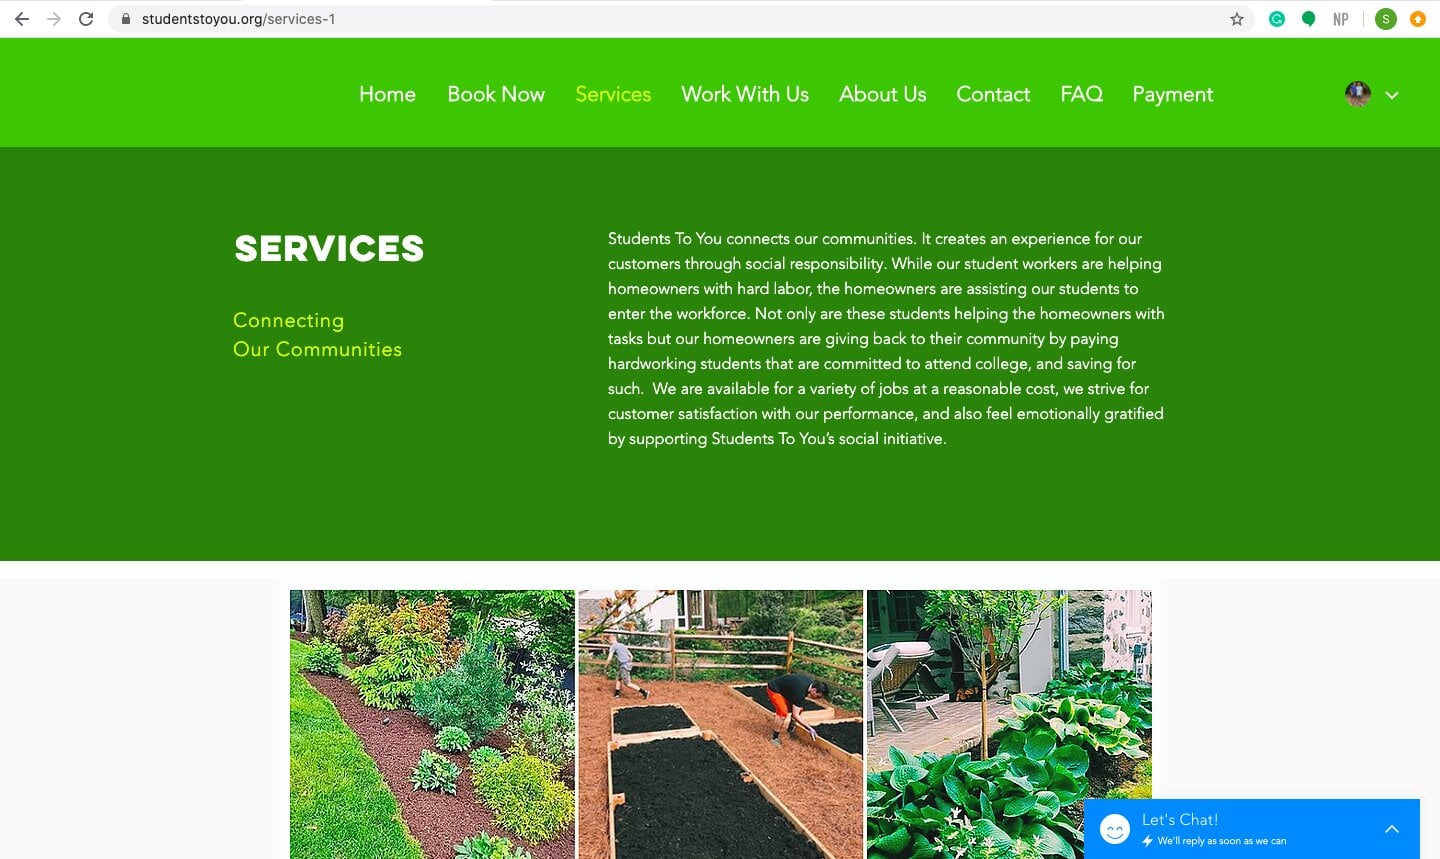 studentstoyou.org/services-1
NP
S
Home Book Now Services Work With Us About Us Contact FAQ Payment
SERVICES
Connecting
Our Communities
Students To You connects our communities. It creates an experience for our
customers through social responsibility. While our student workers are helping
homeowners with hard labor, the homeowners are assisting our students to
enter the workforce. Not only are these students helping the homeowners with
tasks but our homeowners are giving back to their community by paying
hardworking students that are committed to attend college, and saving for
such.  We are available for a variety of jobs at a reasonable cost, we strive for
customer satisfaction with our performance, and also feel emotionally gratified
by supporting Students To You’s social initiative.
Let's Chat!
We'll reply as soon as we can